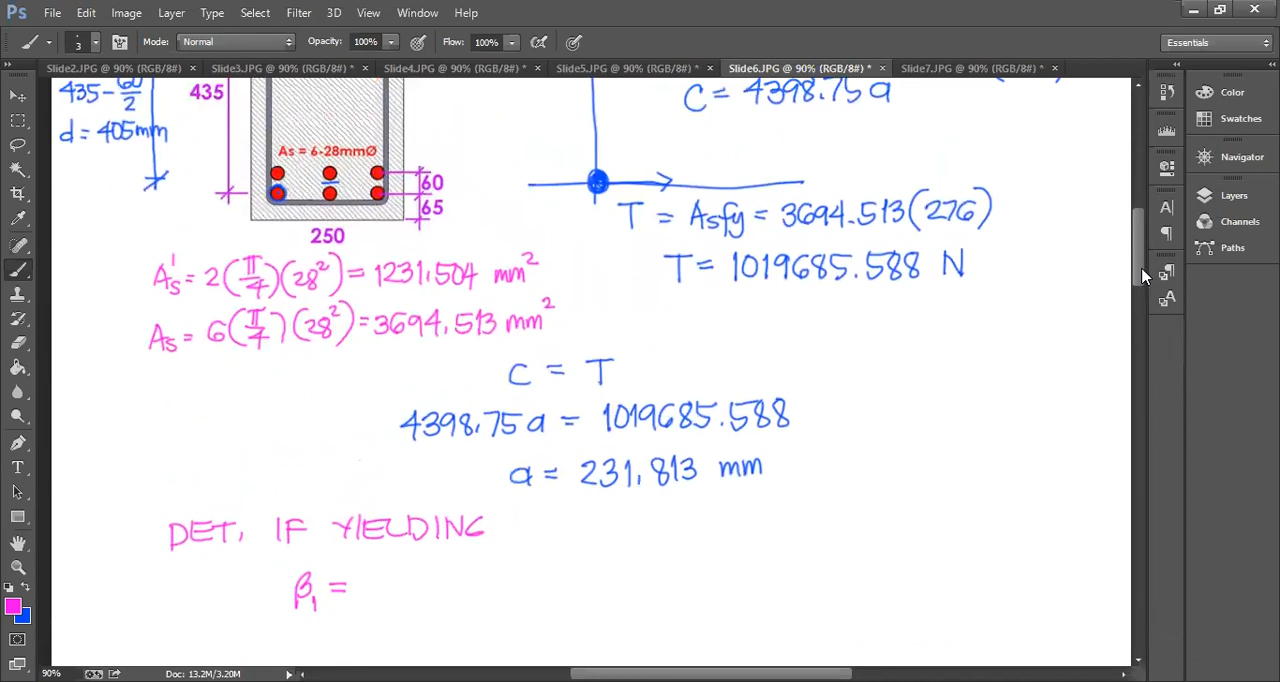 Ps File Edit Image Layer Type Select Filter 3D View Window Help
3 Mode: Normal Opacity: 100% Flow: 100% Essentials
Slide2.JPG @ 90% (RGB/8#) × Slide3.JPG @ 90% (RGB/8#) * × Slide4.JPG @ 90% (RGB/8#) * × Slide5.JPG @ 90% (RGB/8#) * × Slide6.JPG @ 90% (RGB/8#) * × Slide7.JPG @ 90% (RGB/8#) * ×
435 - 60/2
d = 405mm
435
As = 6-28mmØ
60
65
250
C = 4398.75a
T = Asfy = 3694.513(276)
T = 1019685.588 N
As' = 2(π/4)(28²) = 1231.504 mm²
As = 6(π/4)(28²) = 3694.513 mm²
C = T
4398.75a = 1019685.588
a = 231.813 mm
DET. IF YIELDING
β1 =
Color
Swatches
Navigator
Layers
Channels
Paths
90% Doc: 13.2M/3.20M